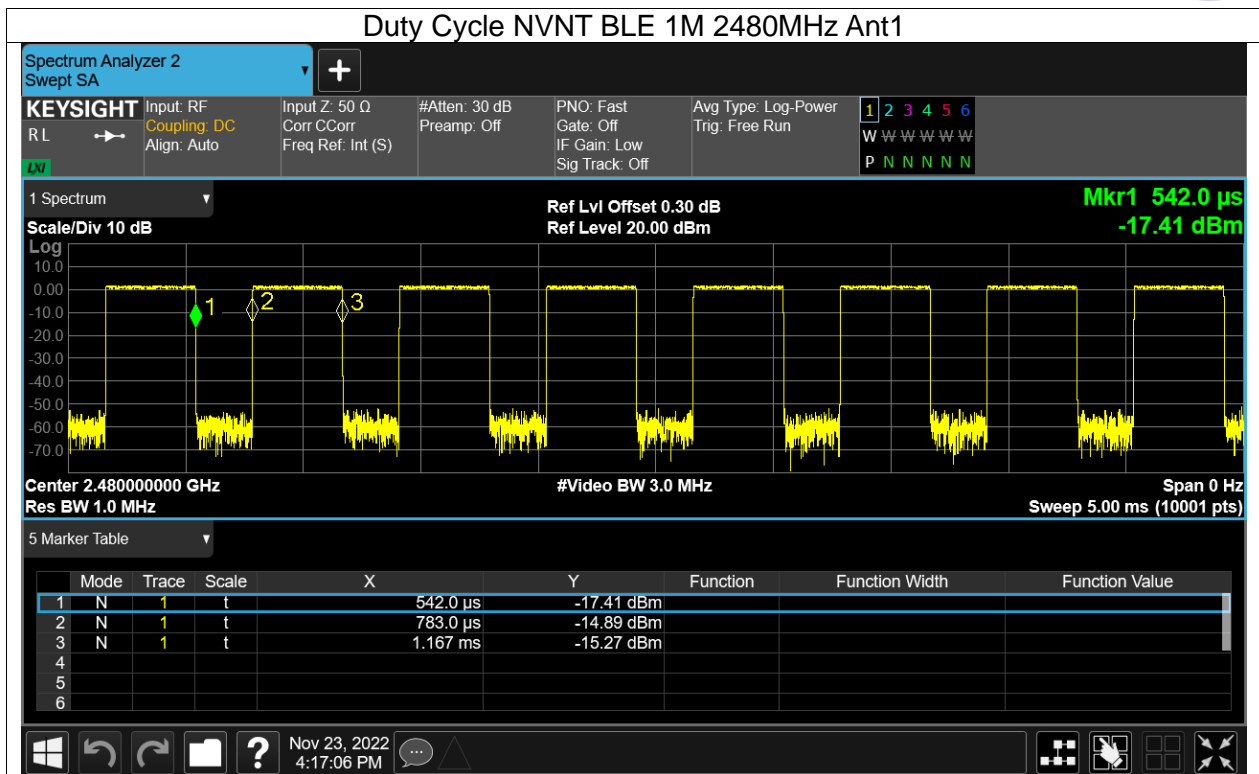 Duty Cycle NVNT BLE 1M 2480MHz Ant1
Spectrum Analyzer 2
Swept SA
KEYSIGHT
R L
LXI
Input: RF
Coupling: DC
Align: Auto
Input Z: 50 Ω
Corr CCorr
Freq Ref: Int (S)
#Atten: 30 dB
Preamp: Off
PNO: Fast
Gate: Off
IF Gain: Low
Sig Track: Off
Avg Type: Log-Power
Trig: Free Run
1 2 3 4 5 6
W W W W W W
P N N N N N
1 Spectrum
Scale/Div 10 dB
Ref Lvl Offset 0.30 dB
Ref Level 20.00 dBm
Mkr1 542.0 µs
-17.41 dBm
Log
10.0
0.00
-10.0
-20.0
-30.0
-40.0
-50.0
-60.0
-70.0
1 2 3
Center 2.480000000 GHz
Res BW 1.0 MHz
#Video BW 3.0 MHz
Span 0 Hz
Sweep 5.00 ms (10001 pts)
5 Marker Table
Mode Trace Scale X Y Function Function Width Function Value
1 N 1 t 542.0 µs -17.41 dBm
2 N 1 t 783.0 µs -14.89 dBm
3 N 1 t 1.167 ms -15.27 dBm
4
5
6
?
Nov 23, 2022
4:17:06 PM